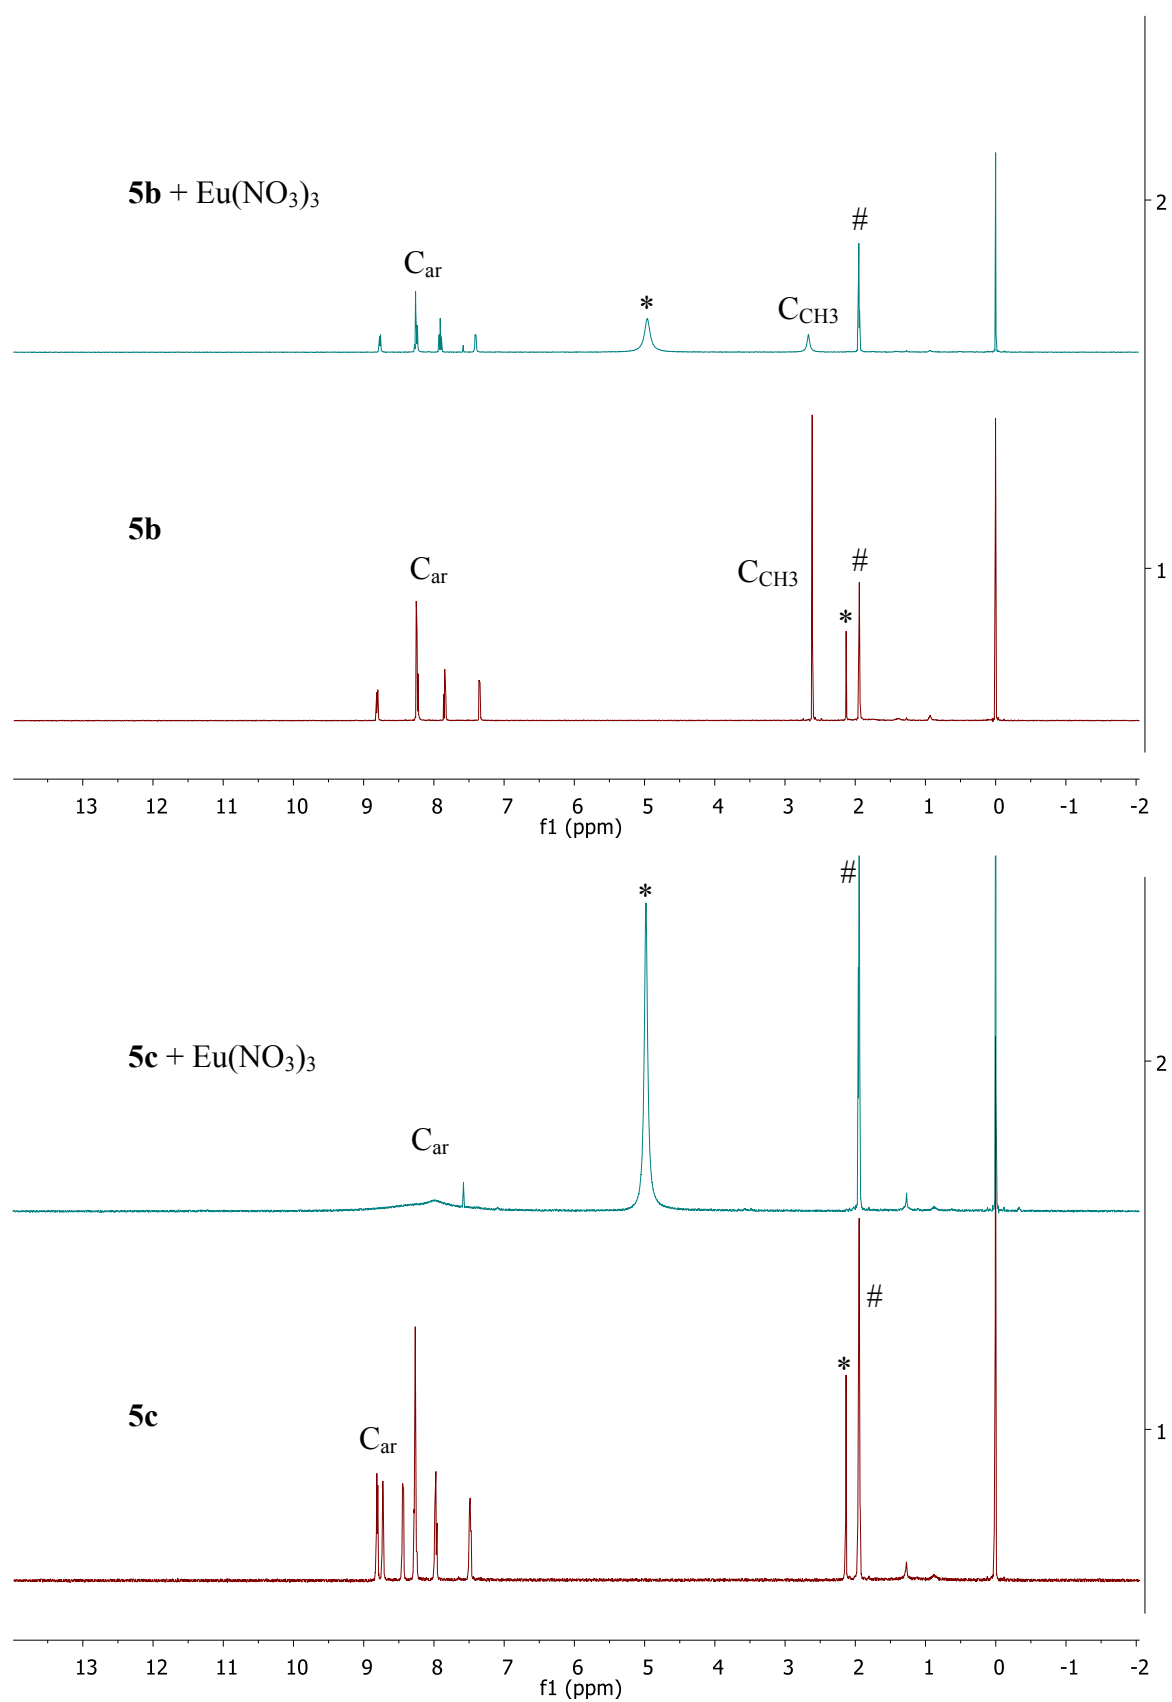 5b + Eu(NO3)3
2
#
Car
*
CCH3
5b
1
#
Car
CCH3
*
13 12 11 10 9 8 7 6 5 4 3 2 1 0 -1 -2
f1 (ppm)
#
*
2
5c + Eu(NO3)3
Car
#
*
5c
1
Car
13 12 11 10 9 8 7 6 5 4 3 2 1 0 -1 -2
f1 (ppm)